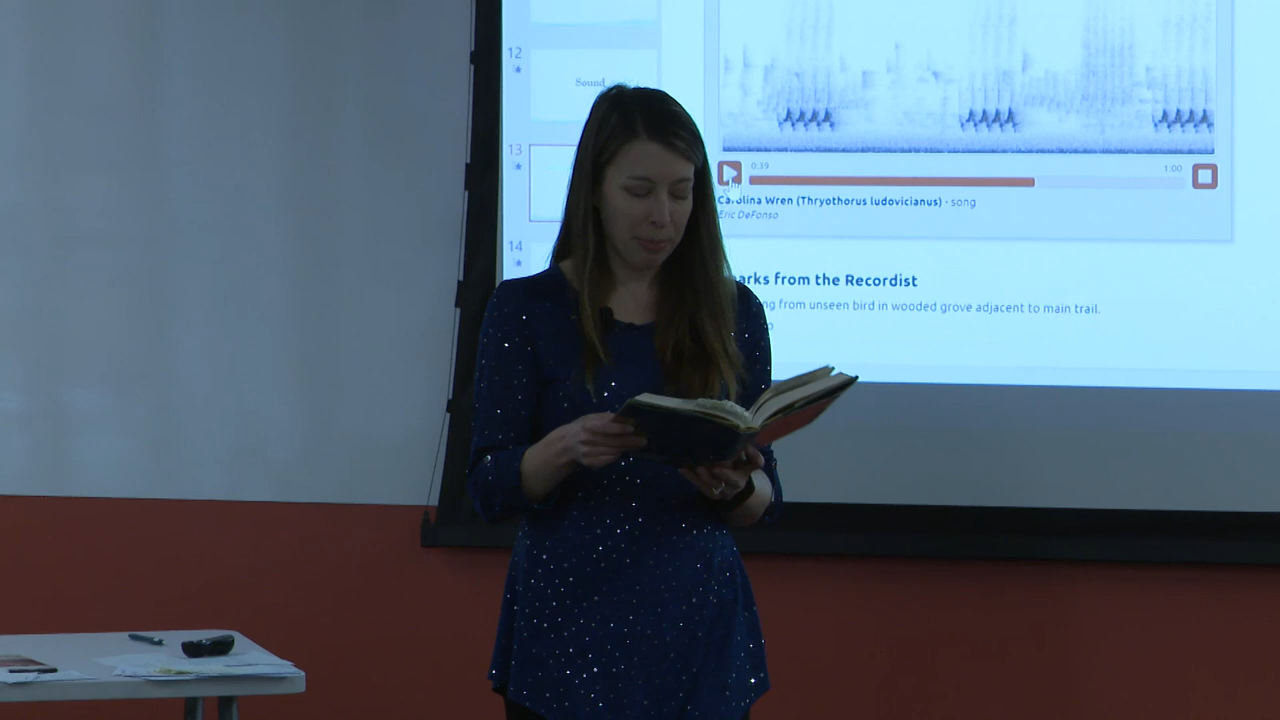 12
Sound
13
14
0:39
1:00
Carolina Wren (Thryothorus ludovicianus) · song
Eric DeFonso
arks from the Recordist
ng from unseen bird in wooded grove adjacent to main trail.